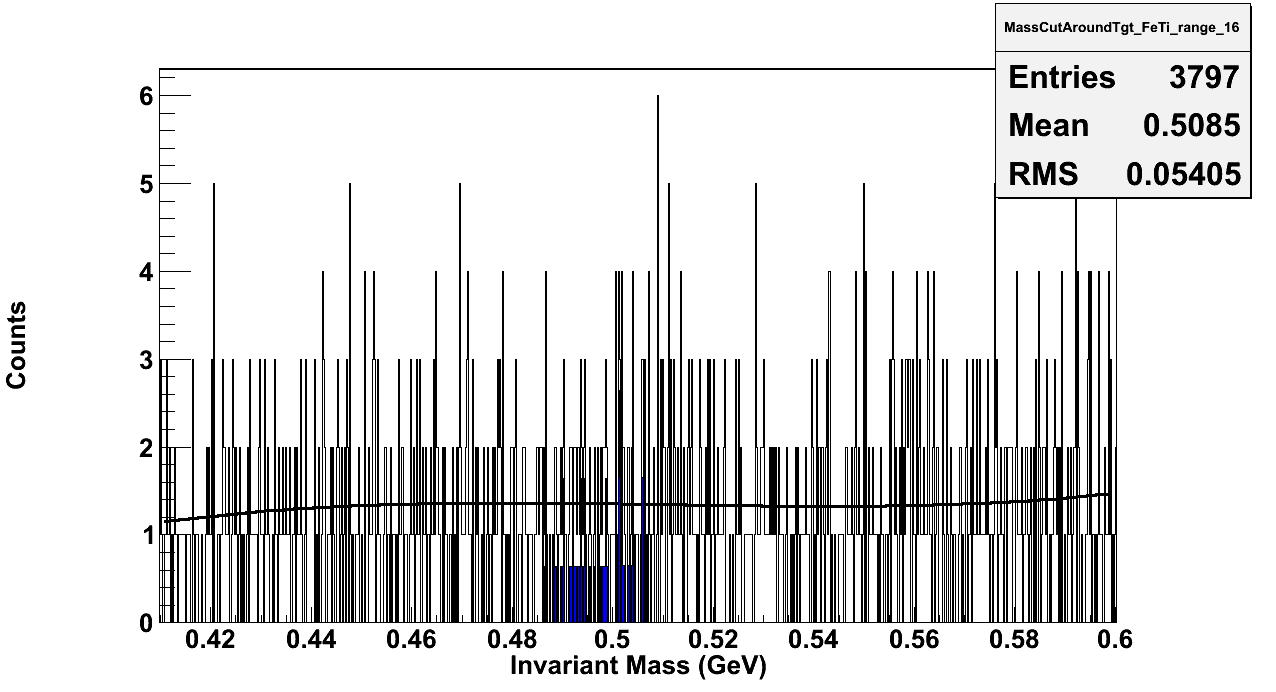 MassCutAroundTgt_FeTi_range_16
Entries 3797
Mean 0.5085
RMS 0.05405
6
5
4
3
2
1
0
Counts
0.42 0.44 0.46 0.48 0.5 0.52 0.54 0.56 0.58 0.6
Invariant Mass (GeV)